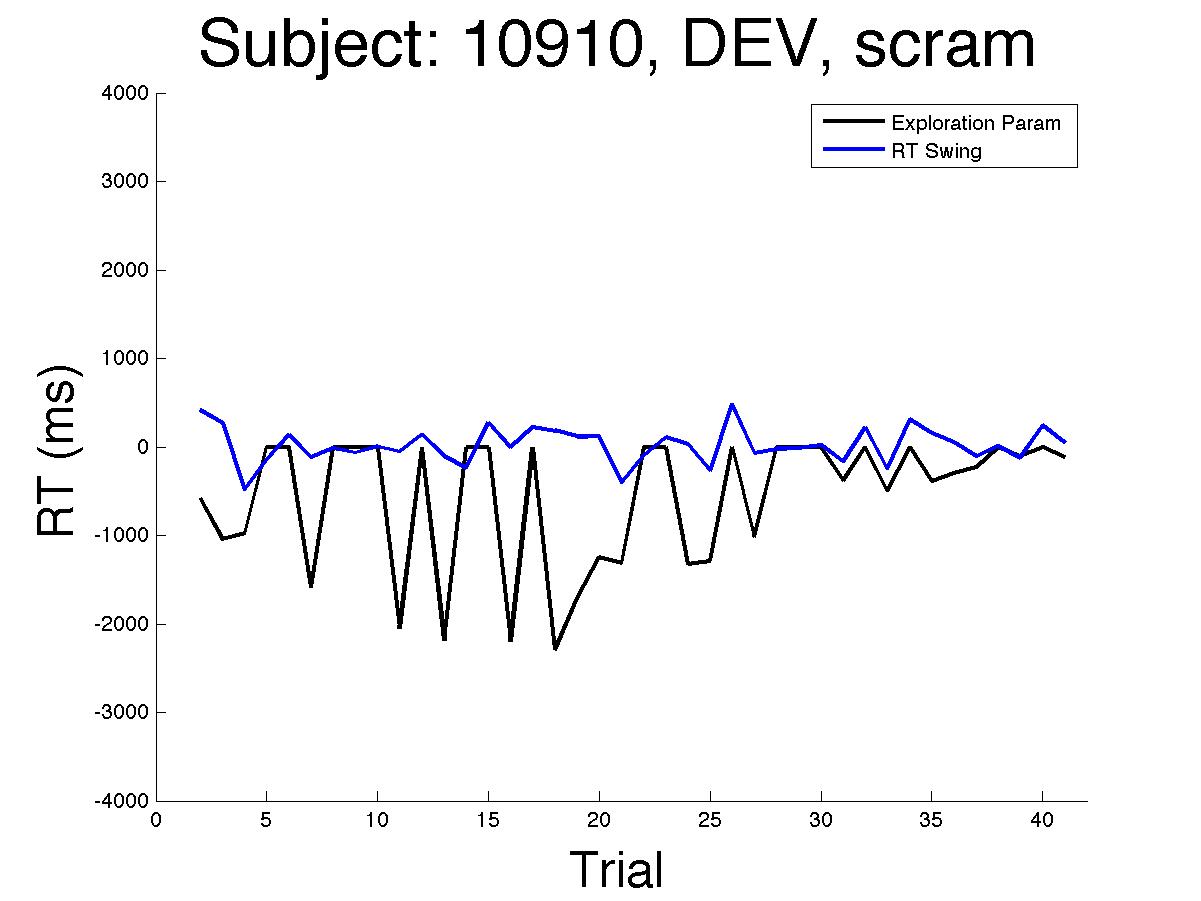 Subject: 10910, DEV, scram
4000
3000
2000
1000
0
-1000
-2000
-3000
-4000
RT (ms)
Exploration Param
RT Swing
0 5 10 15 20 25 30 35 40
Trial